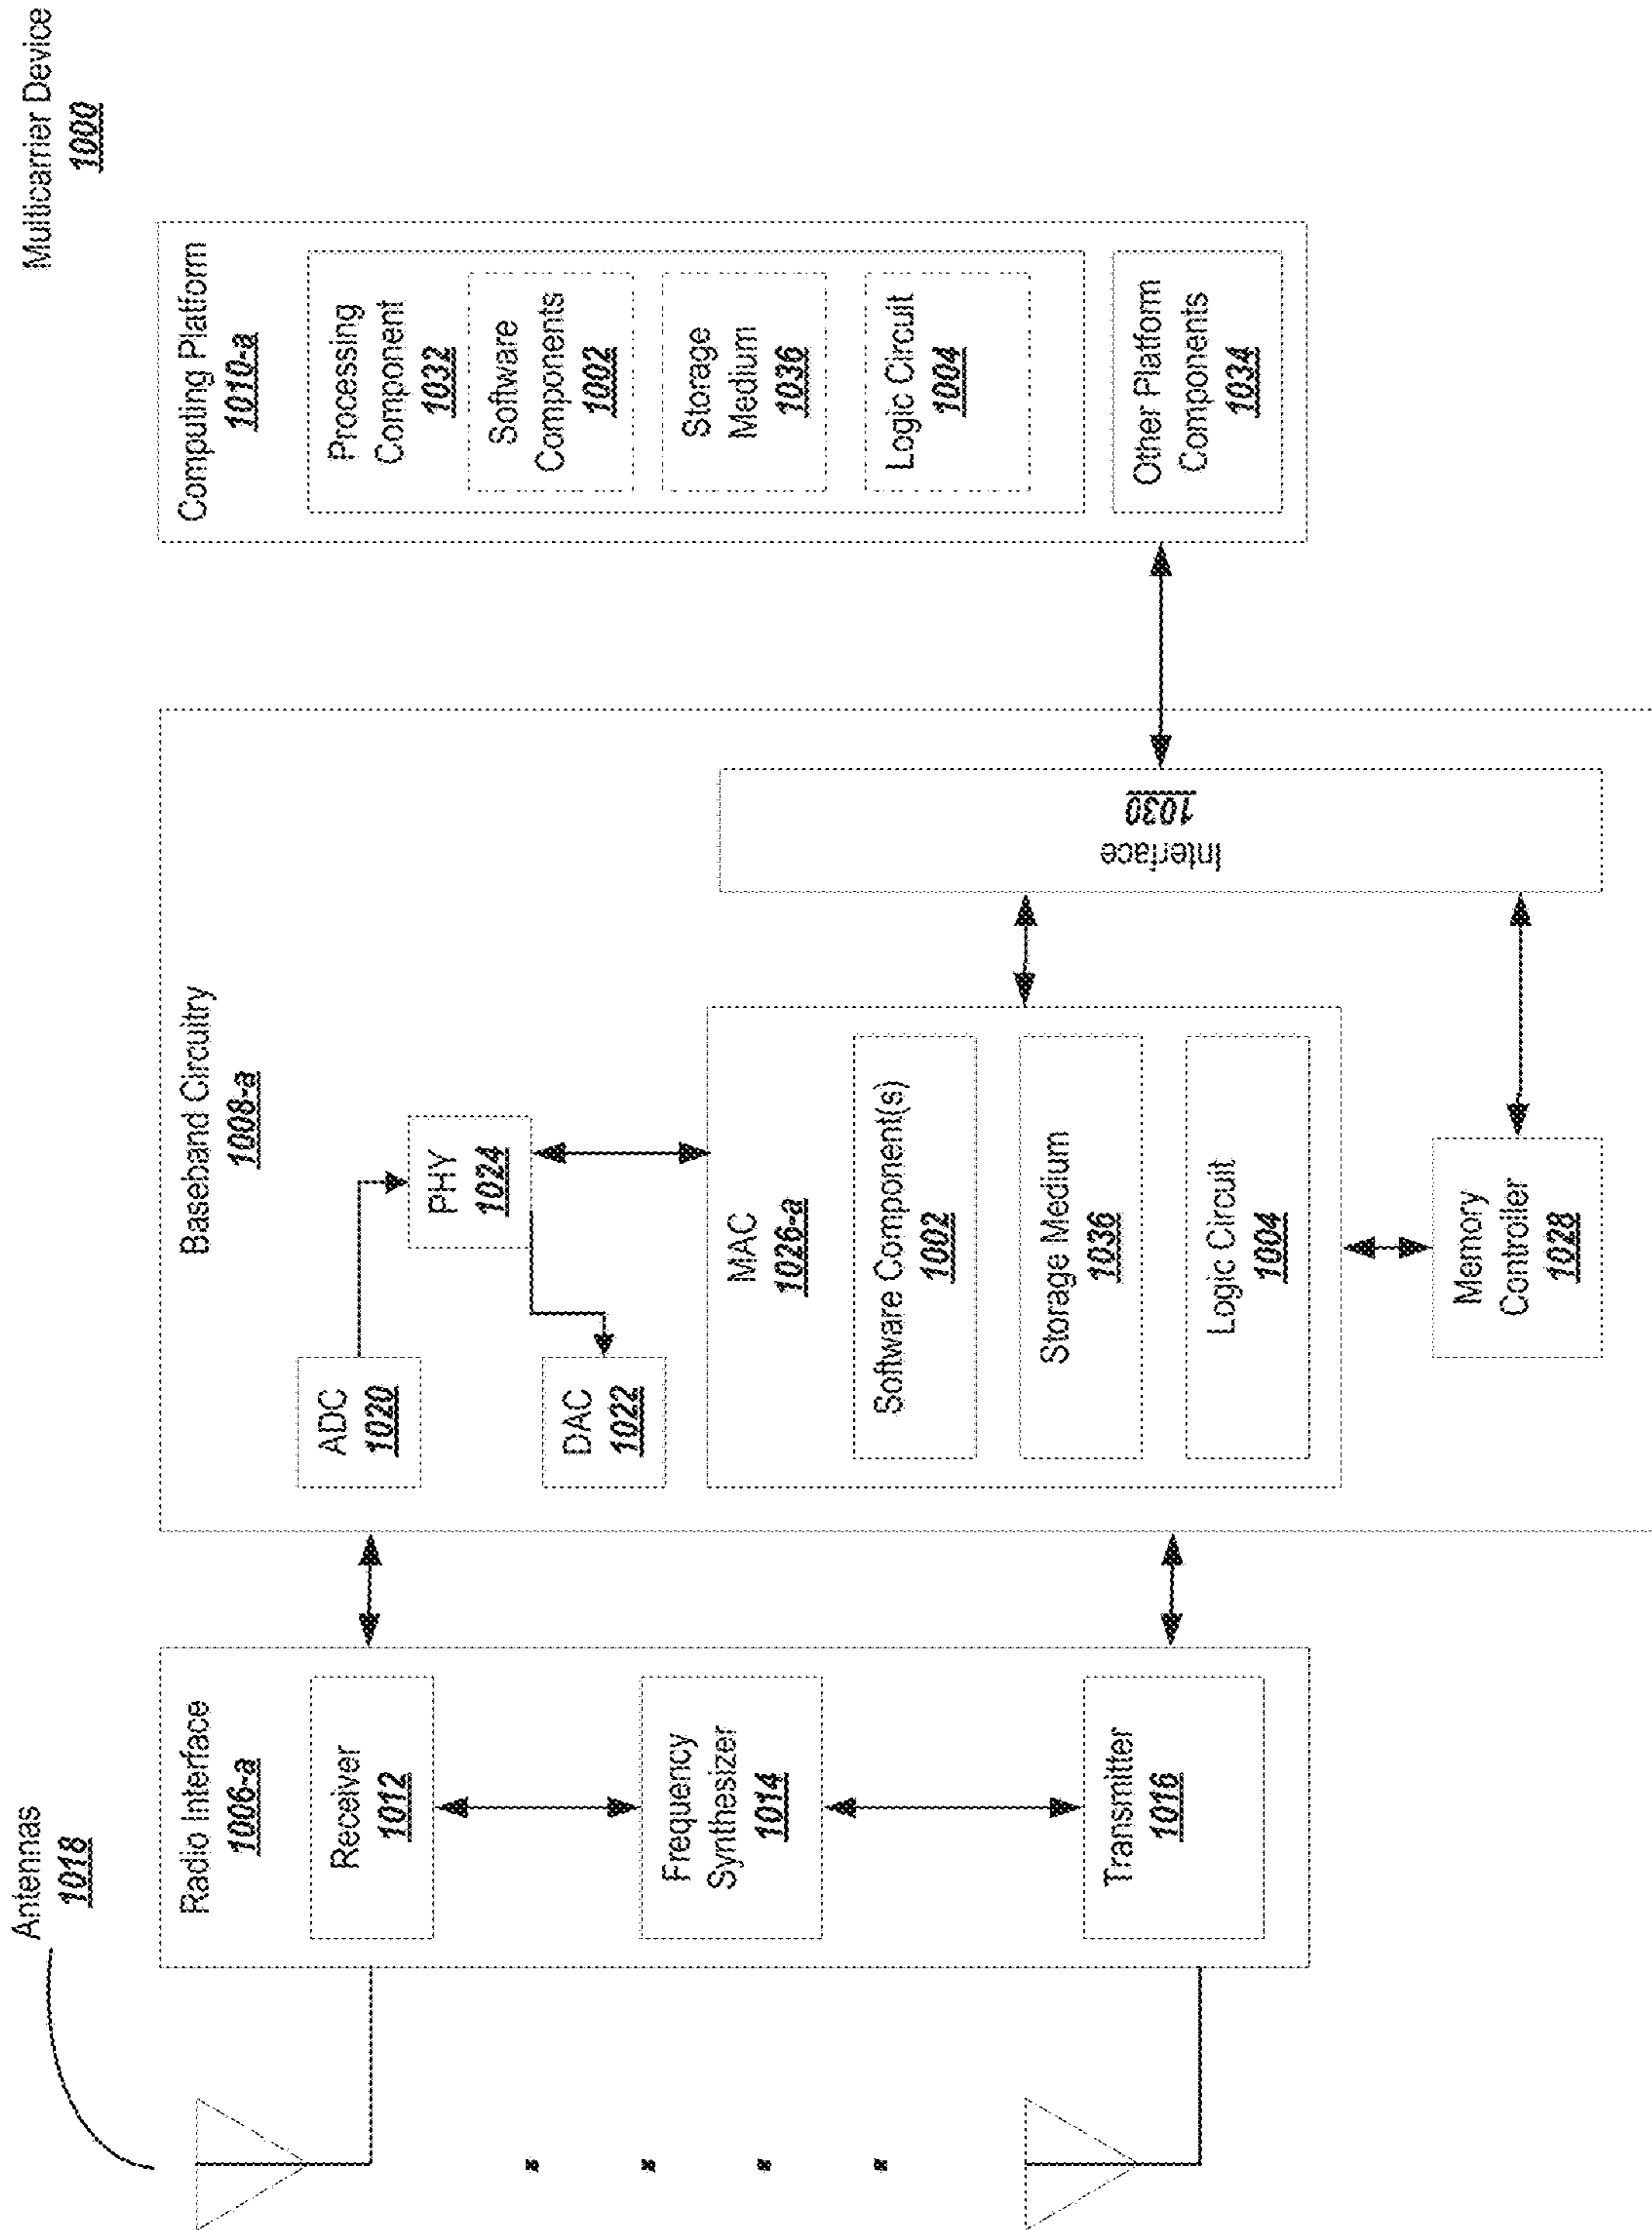 Multicarrier Device
1000
Antennas
1018
Radio Interface
1006-a
Receiver
1012
Frequency
Synthesizer
1014
Transmitter
1016
Baseband Circuitry
1008-a
ADC
1020
PHY
1024
DAC
1022
MAC
1026-a
Software Component(s)
1002
Storage Medium
1036
Logic Circuit
1004
Memory
Controller
1028
Interface
1030
Computing Platform
1010-a
Processing
Component
1032
Software
Components
1002
Storage
Medium
1036
Logic Circuit
1004
Other Platform
Components
1034